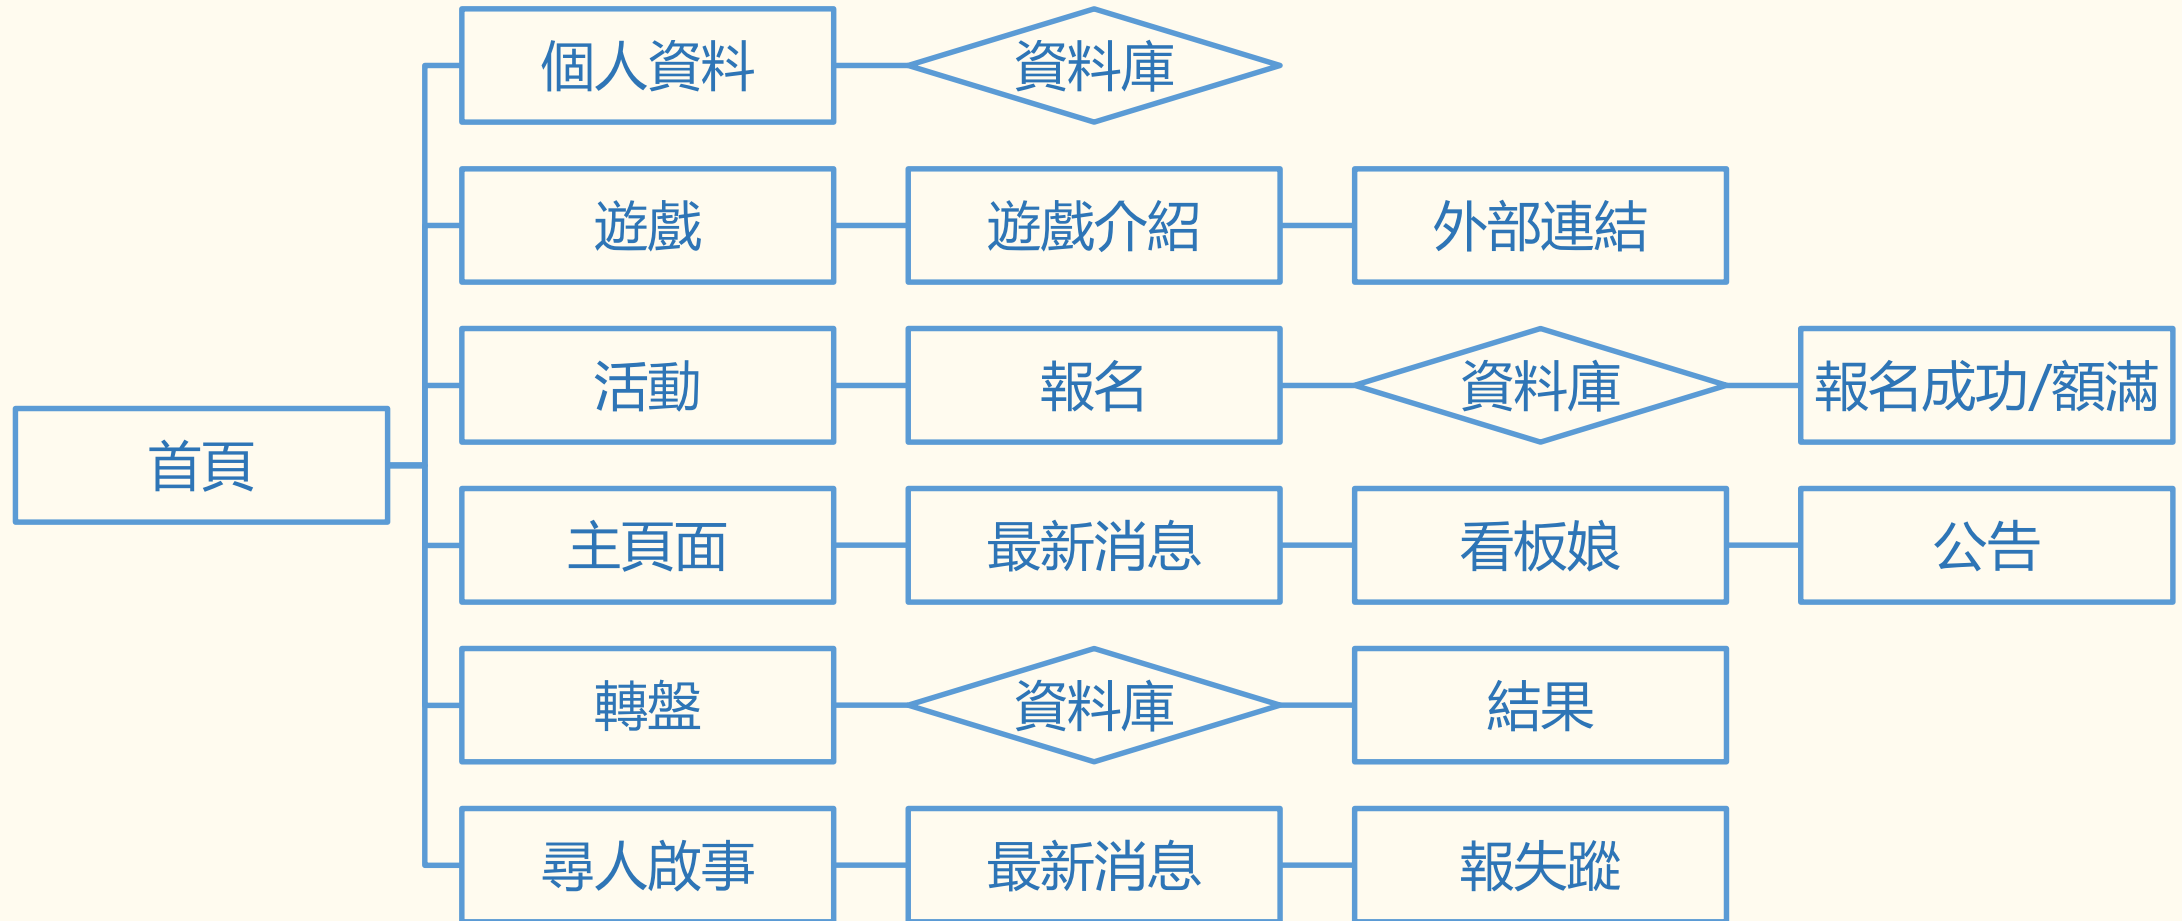 個人資料
資料庫
遊戲
遊戲介紹
外部連結
活動
報名
資料庫
報名成功/額滿
首頁
主頁面
最新消息
看板娘
公告
轉盤
資料庫
結果
尋人啟事
最新消息
報失蹤